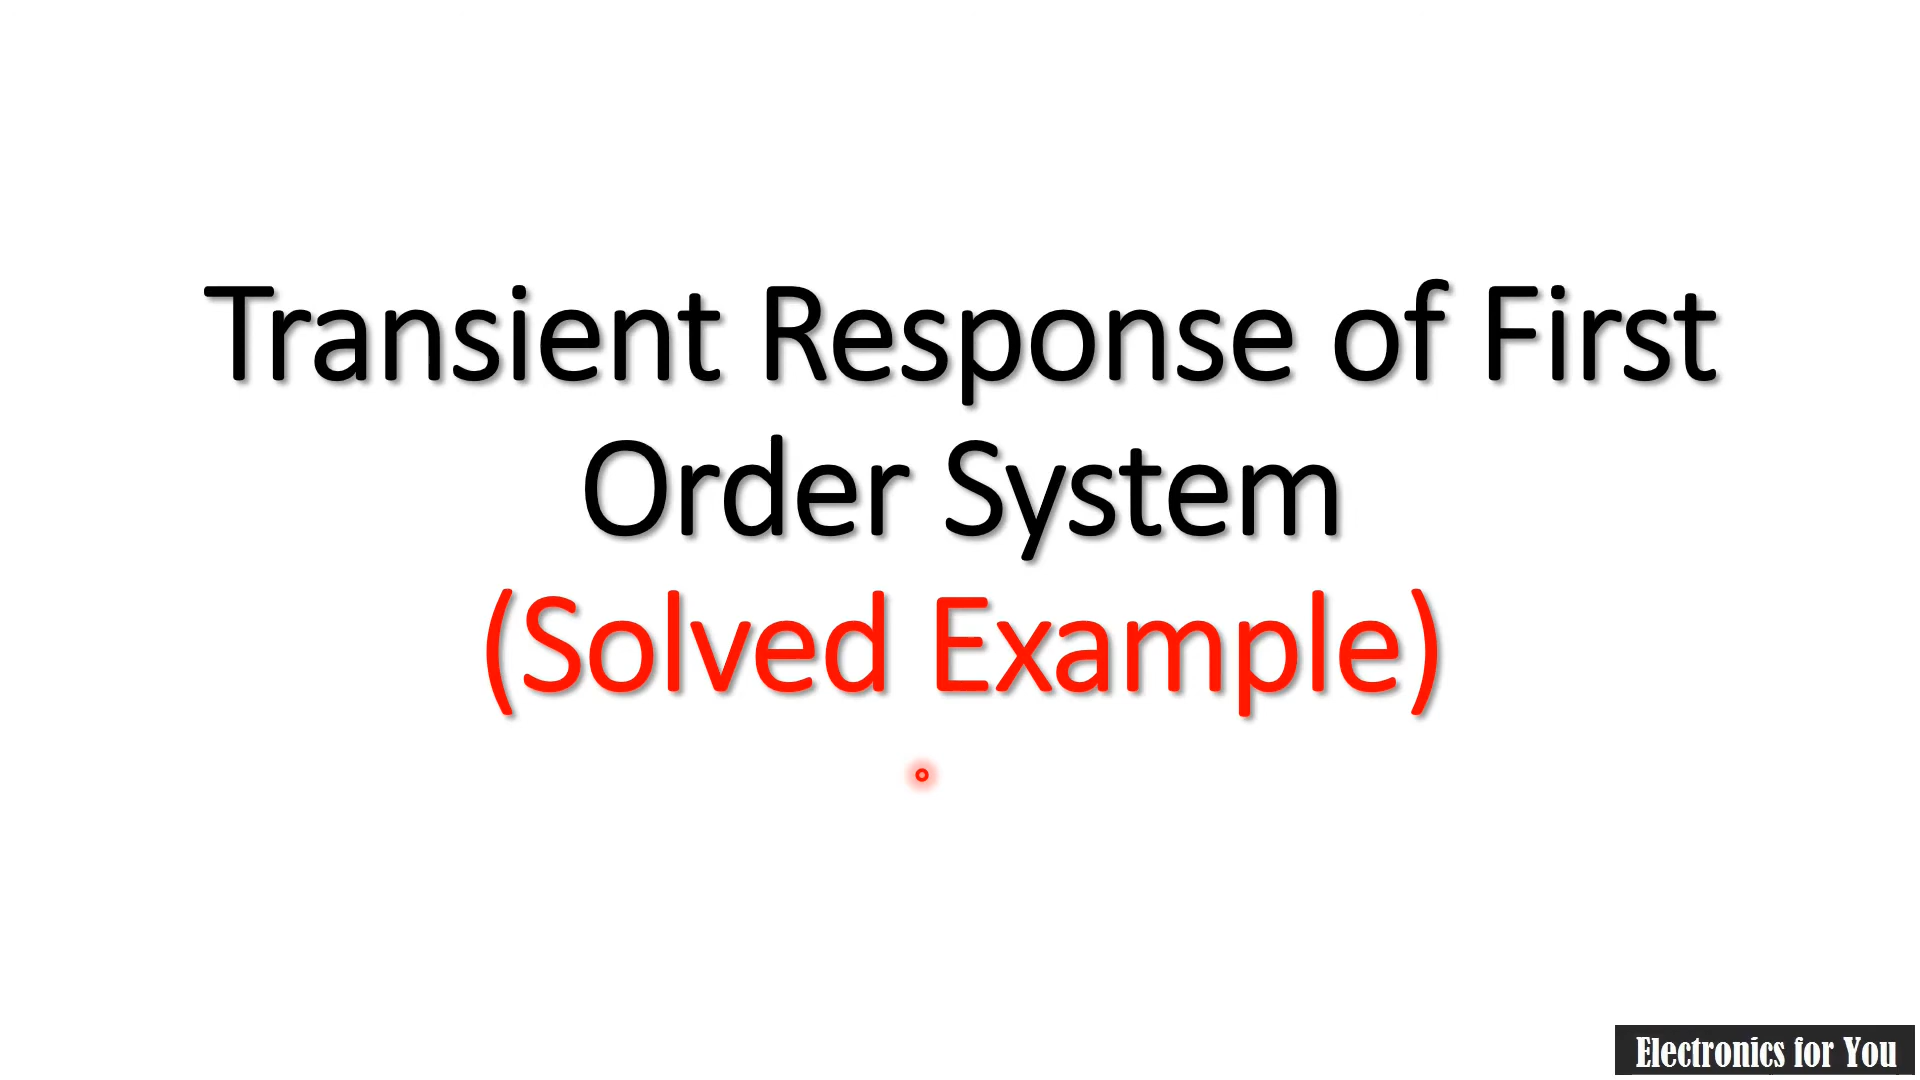 Transient Response of First
Order System
(Solved Example)
Electronics for You